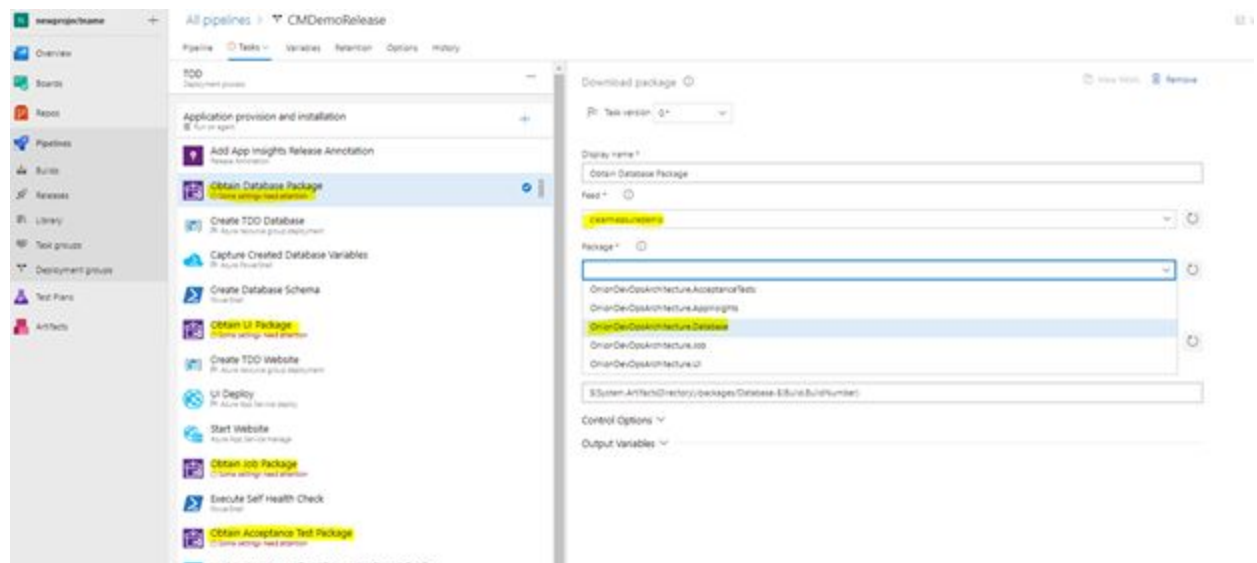 newprojectname +
All pipelines > CMDemoRelease
Pipeline Tasks Variables Retention Options History
Overview
Boards
Repos
Pipelines
Builds
Releases
Library
Task groups
Deployment groups
Test Plans
Artifacts
TDD
Deployment process
Application provision and installation
Run on agent
Add App Insights Release Annotation
Release Annotation
Obtain Database Package
Some settings need attention
Create TDD Database
Azure resource group deployment
Capture Created Database Variables
Azure PowerShell
Create Database Schema
PowerShell
Obtain UI Package
Some settings need attention
Create TDD Website
Azure resource group deployment
UI Deploy
Azure App Service deploy
Start Website
Azure App Service manage
Obtain Job Package
Some settings need attention
Execute Self Health Check
PowerShell
Obtain Acceptance Test Package
Some settings need attention
Download package
View YAML Remove
Task version 0.*
Display name *
Obtain Database Package
Feed *
clearmeasuredemo
Package *
OnionDevOpsArchitecture.AcceptanceTests
OnionDevOpsArchitecture.AppInsights
OnionDevOpsArchitecture.Database
OnionDevOpsArchitecture.Job
OnionDevOpsArchitecture.UI
$(System.ArtifactsDirectory)/packages/Database.$(Build.BuildNumber)
Control Options
Output Variables